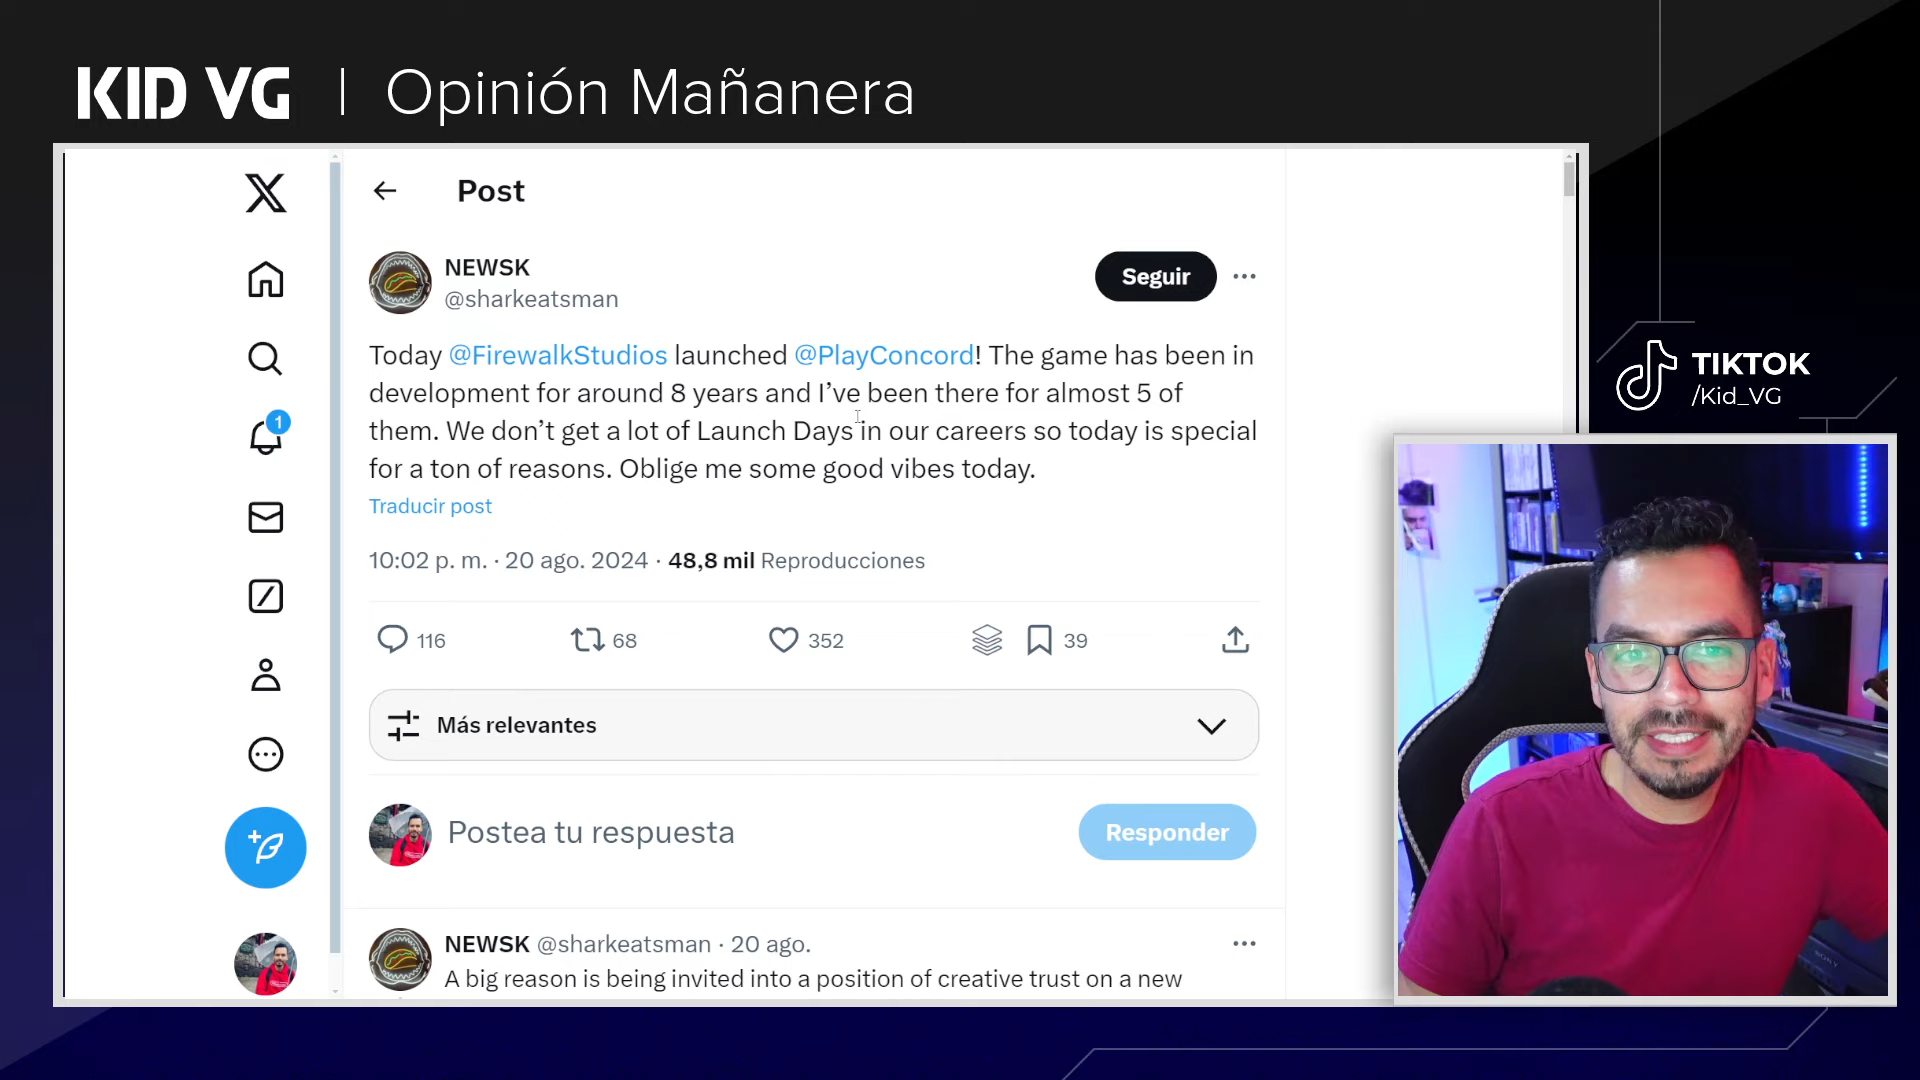 KID VG | Opinión Mañanera
Post
NEWSK
@sharkeatsman
Seguir
Today @FirewalkStudios launched @PlayConcord! The game has been in
development for around 8 years and I’ve been there for almost 5 of
them. We don’t get a lot of Launch Days in our careers so today is special
for a ton of reasons. Oblige me some good vibes today.
Traducir post
10:02 p. m. · 20 ago. 2024 · 48,8 mil Reproducciones
116 68 352 39
Más relevantes
Postea tu respuesta
Responder
NEWSK @sharkeatsman · 20 ago.
A big reason is being invited into a position of creative trust on a new
1
TIKTOK
/Kid_VG
SONY